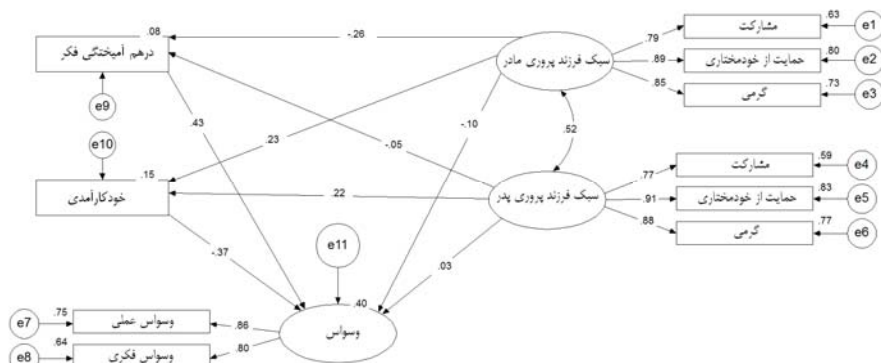 .08
-.26
درهم آمیختگی فکر
e9
e10
.15
خودکارآمدی
.43
.23
-.05
-.10
.22
-.37
.03
.52
سبک فرزند پروری مادر
.79
.89
.85
.63
مشارکت
e1
.80
حمایت از خودمختاری
e2
.73
گرمی
e3
سبک فرزند پروری پدر
.77
.91
.88
.59
مشارکت
e4
.83
حمایت از خودمختاری
e5
.77
گرمی
e6
e11
.40
وسواس
.86
.80
.75
وسواس عملی
e7
.64
وسواس فکری
e8